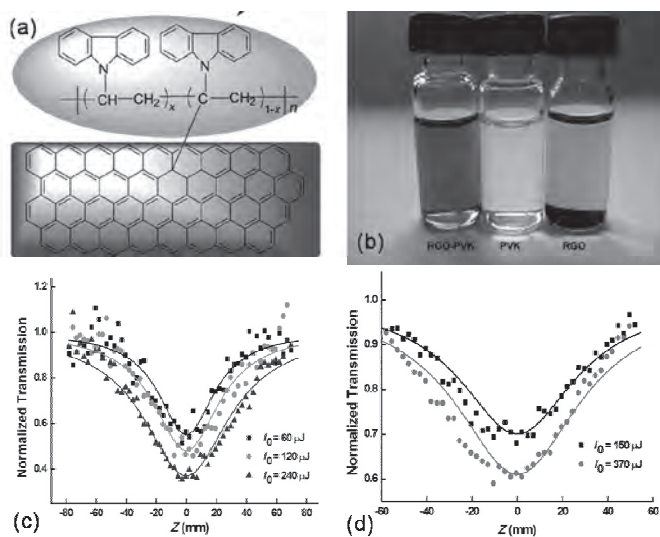 (a)
N
N
CH₂
C
CH₂
x
1-x
n
(b)
RGO-PVK
PVK
RGO
(c)
Normalized Transmission
1.2
1.0
0.8
0.6
0.4
-80 -60 -40 -20 0 20 40 60 80
Z (mm)
I₀ = 60 μJ
I₀ = 120 μJ
I₀ = 240 μJ
(d)
Normalized Transmission
1.0
0.9
0.8
0.7
0.6
-60 -40 -20 0 20 40 60
Z (mm)
I₀ = 150 μJ
I₀ = 370 μJ